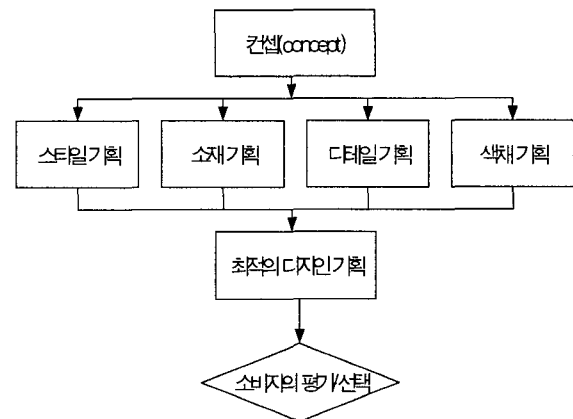 컨셉(concept)
스타일 기획
소재 기획
디테일 기획
색채 기획
최적의 디자인 기획
소비자의 평가/선택